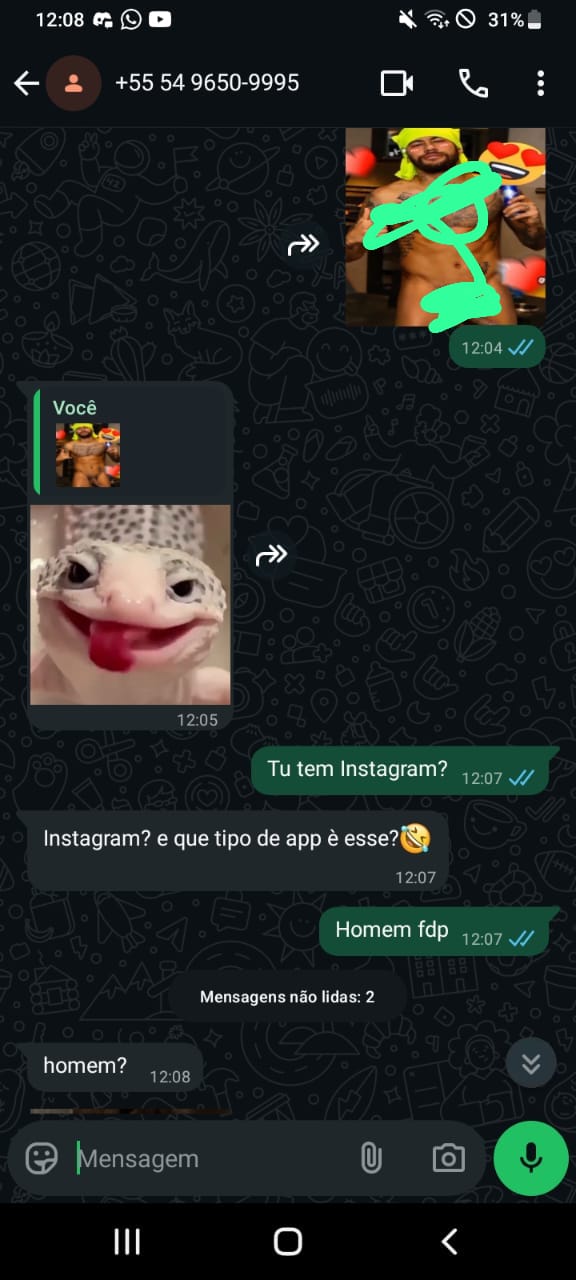 12:08
31%
+55 54 9650-9995
12:04
Você
12:05
Tu tem Instagram? 12:07
Instagram? e que tipo de app è esse?🤣
12:07
Homem fdp 12:07
Mensagens não lidas: 2
homem? 12:08
Mensagem